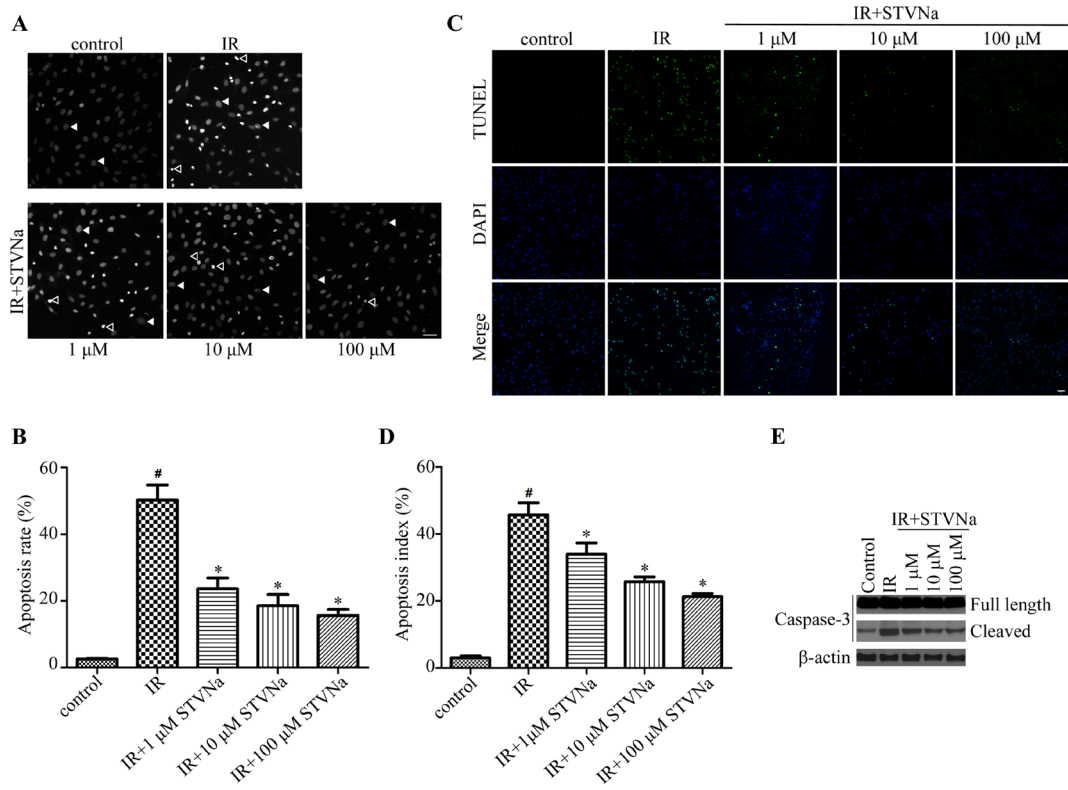 A
control IR
IR+STVNa
1 μM 10 μM 100 μM
C
IR+STVNa
control IR 1 μM 10 μM 100 μM
TUNEL
DAPI
Merge
B
Apoptosis rate (%)
60
40
20
0
#
*
*
*
control
IR
IR+1 μM STVNa
IR+10 μM STVNa
IR+100 μM STVNa
D
Apoptosis index (%)
60
40
20
0
#
*
*
*
control
IR
IR+1μM STVNa
IR+10 μM STVNa
IR+100 μM STVNa
E
IR+STVNa
Control
IR
1 μM
10 μM
100 μM
Caspase-3
Full length
Cleaved
β-actin